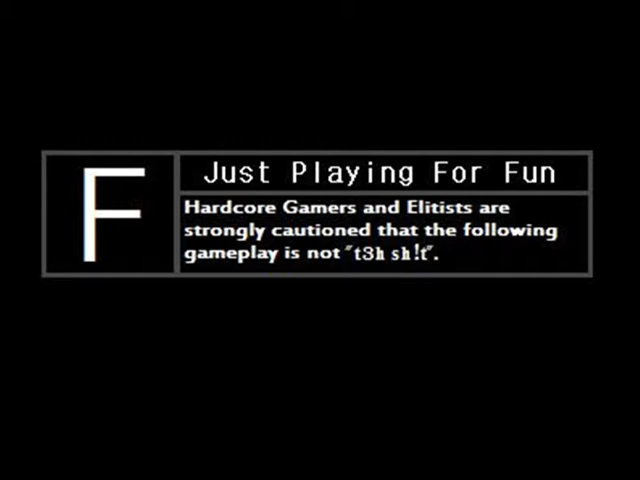 F
Just Playing For Fun
Hardcore Gamers and Elitists are
strongly cautioned that the following
gameplay is not "t3h sh!t".